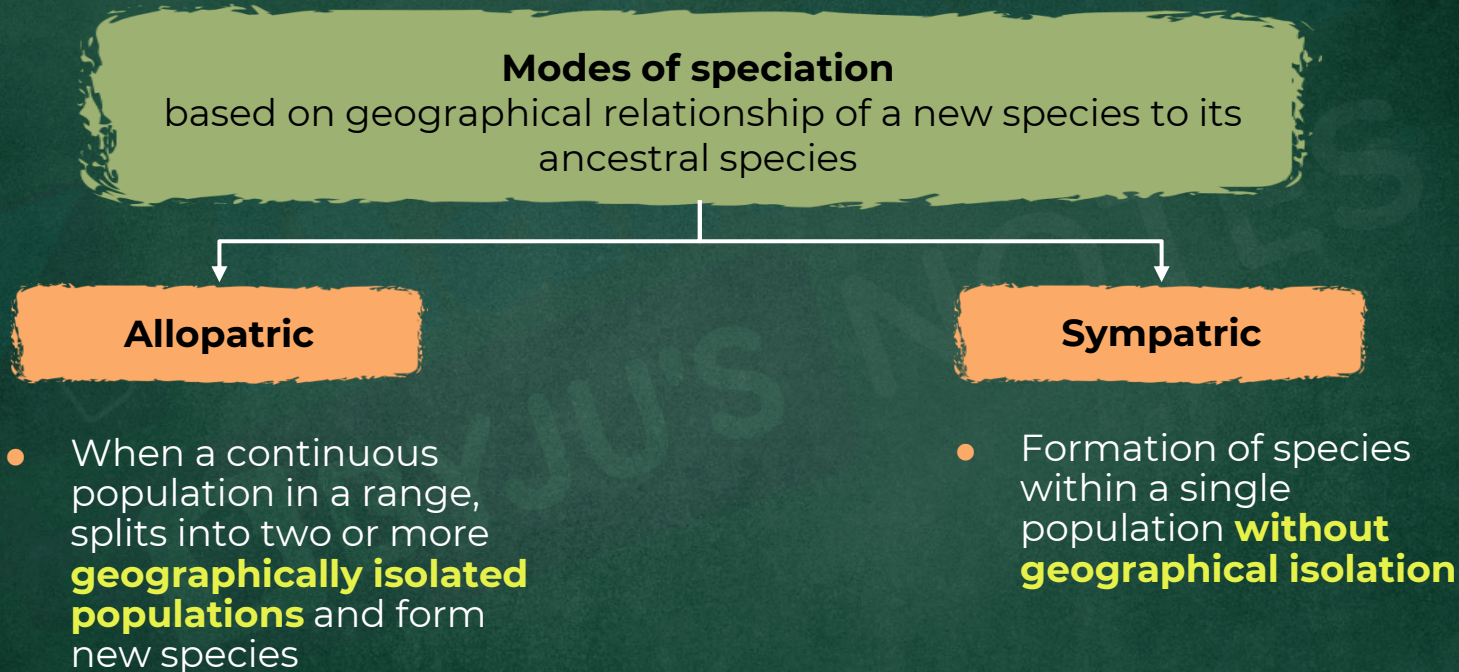 Modes of speciation
based on geographical relationship of a new species to its
ancestral species
Allopatric
Sympatric
• When a continuous
population in a range,
splits into two or more
geographically isolated
populations and form
new species
• Formation of species
within a single
population without
geographical isolation
BYJU'S NOTES